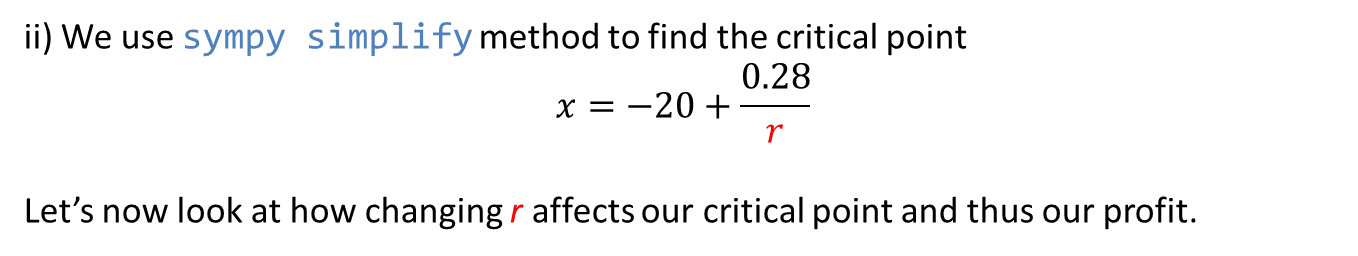 ii) We use sympy simplify method to find the critical point
x = −20 + 0.28/r
Let’s now look at how changing r affects our critical point and thus our profit.